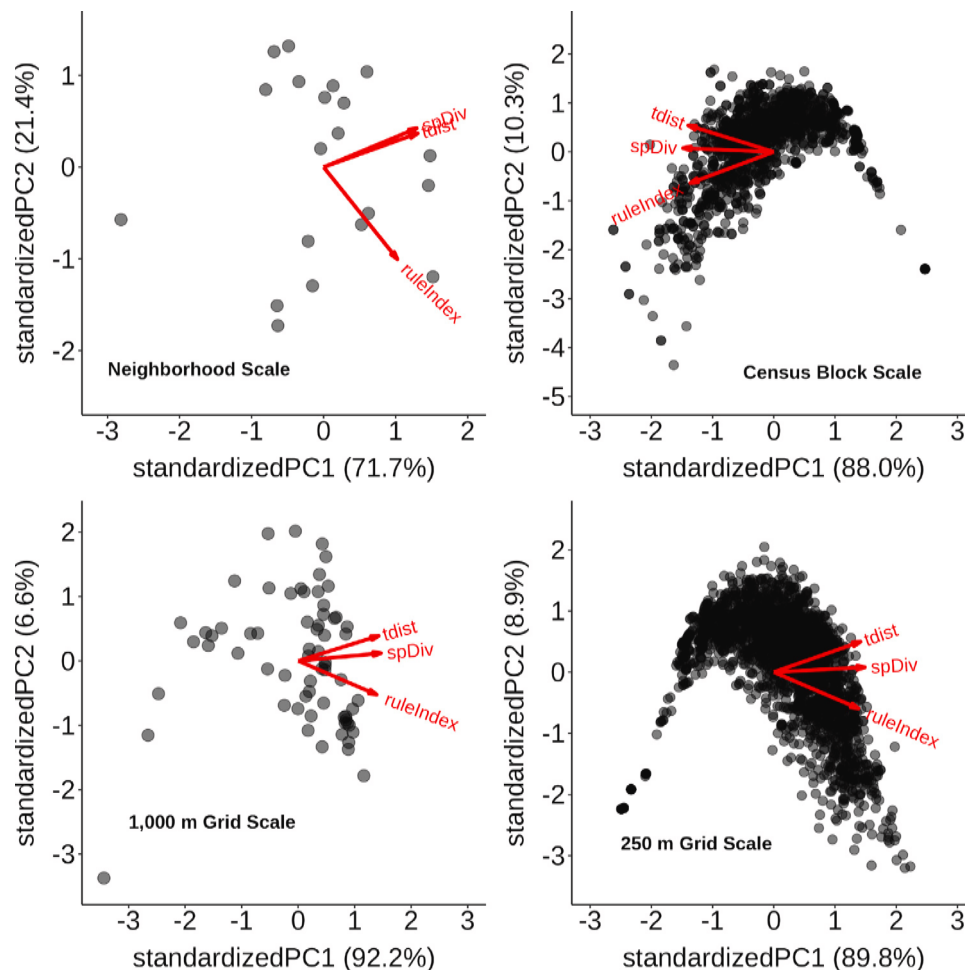 standardizedPC2 (21.4%)
1
0
-1
-2
spDiv
tdist
ruleIndex
Neighborhood Scale
-3 -2 -1 0 1 2
standardizedPC1 (71.7%)
standardizedPC2 (10.3%)
2
1
0
-1
-2
-3
-4
-5
tdist
spDiv
ruleIndex
Census Block Scale
-3 -2 -1 0 1 2 3
standardizedPC1 (88.0%)
standardizedPC2 (6.6%)
2
1
0
-1
-2
-3
tdist
spDiv
ruleIndex
1,000 m Grid Scale
-3 -2 -1 0 1 2
standardizedPC1 (92.2%)
standardizedPC2 (8.9%)
2
1
0
-1
-2
-3
tdist
spDiv
ruleIndex
250 m Grid Scale
-3 -2 -1 0 1 2 3
standardizedPC1 (89.8%)